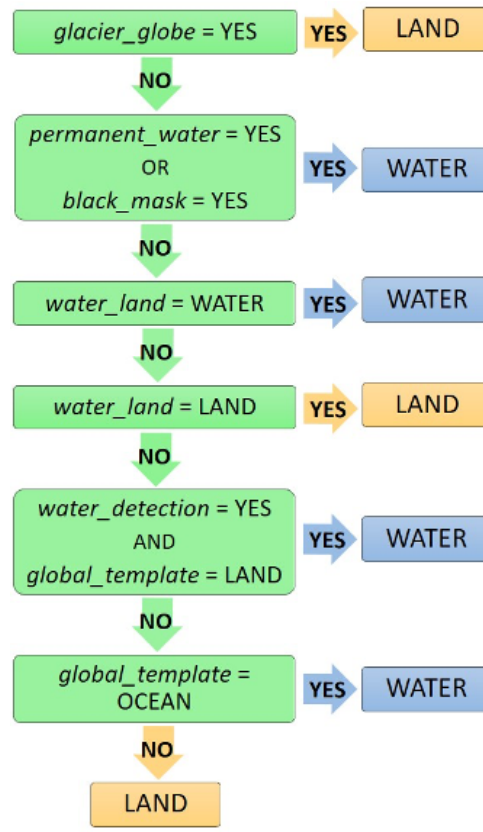 glacier_globe = YES
YES
LAND
NO
permanent_water = YES
OR
black_mask = YES
YES
WATER
NO
water_land = WATER
YES
WATER
NO
water_land = LAND
YES
LAND
NO
water_detection = YES
AND
global_template = LAND
YES
WATER
NO
global_template =
OCEAN
YES
WATER
NO
LAND